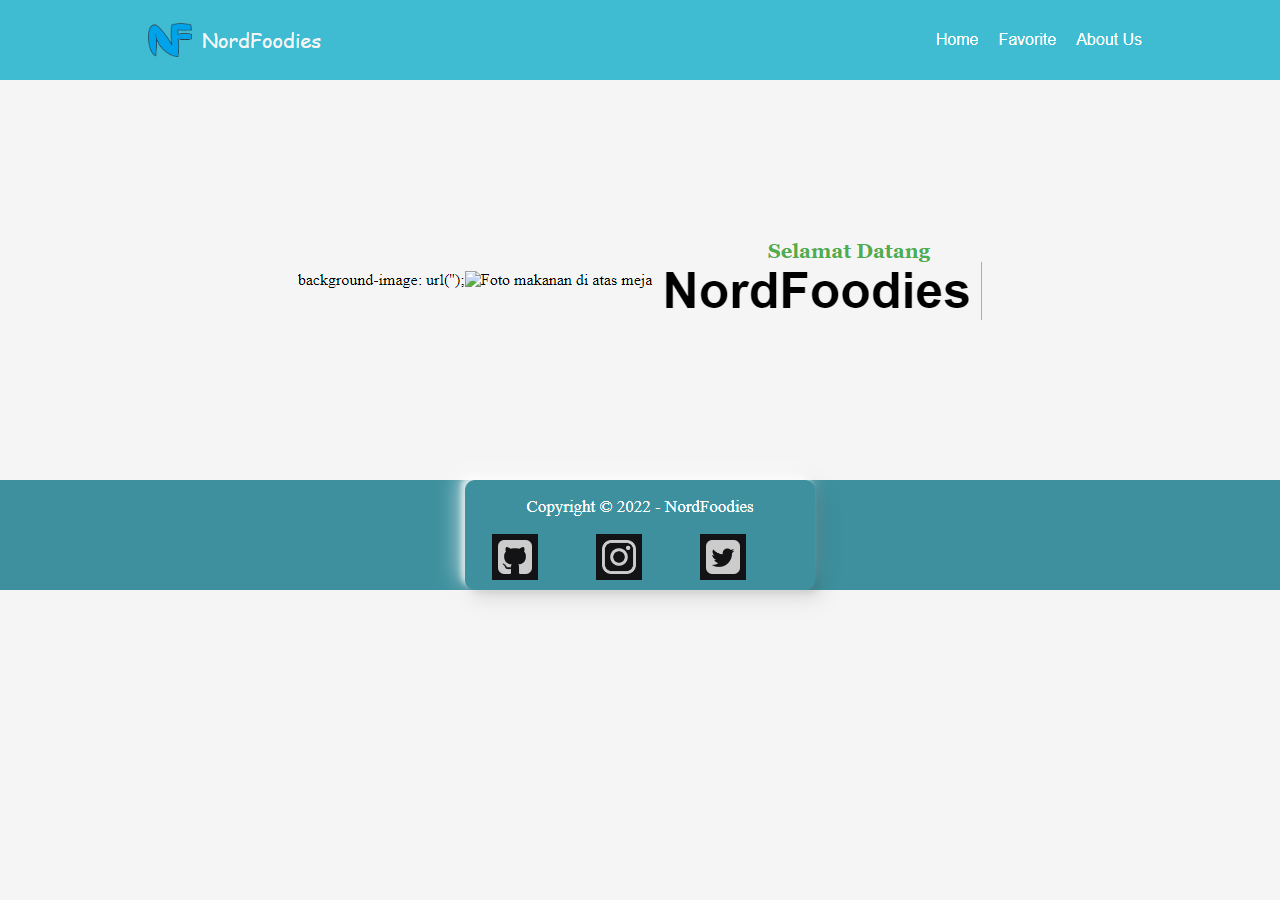 NF NordFoodies
Home Favorite About Us
Selamat Datang
background-image: url('');Foto makanan di atas meja
NordFoodies
Copyright © 2022 - NordFoodies